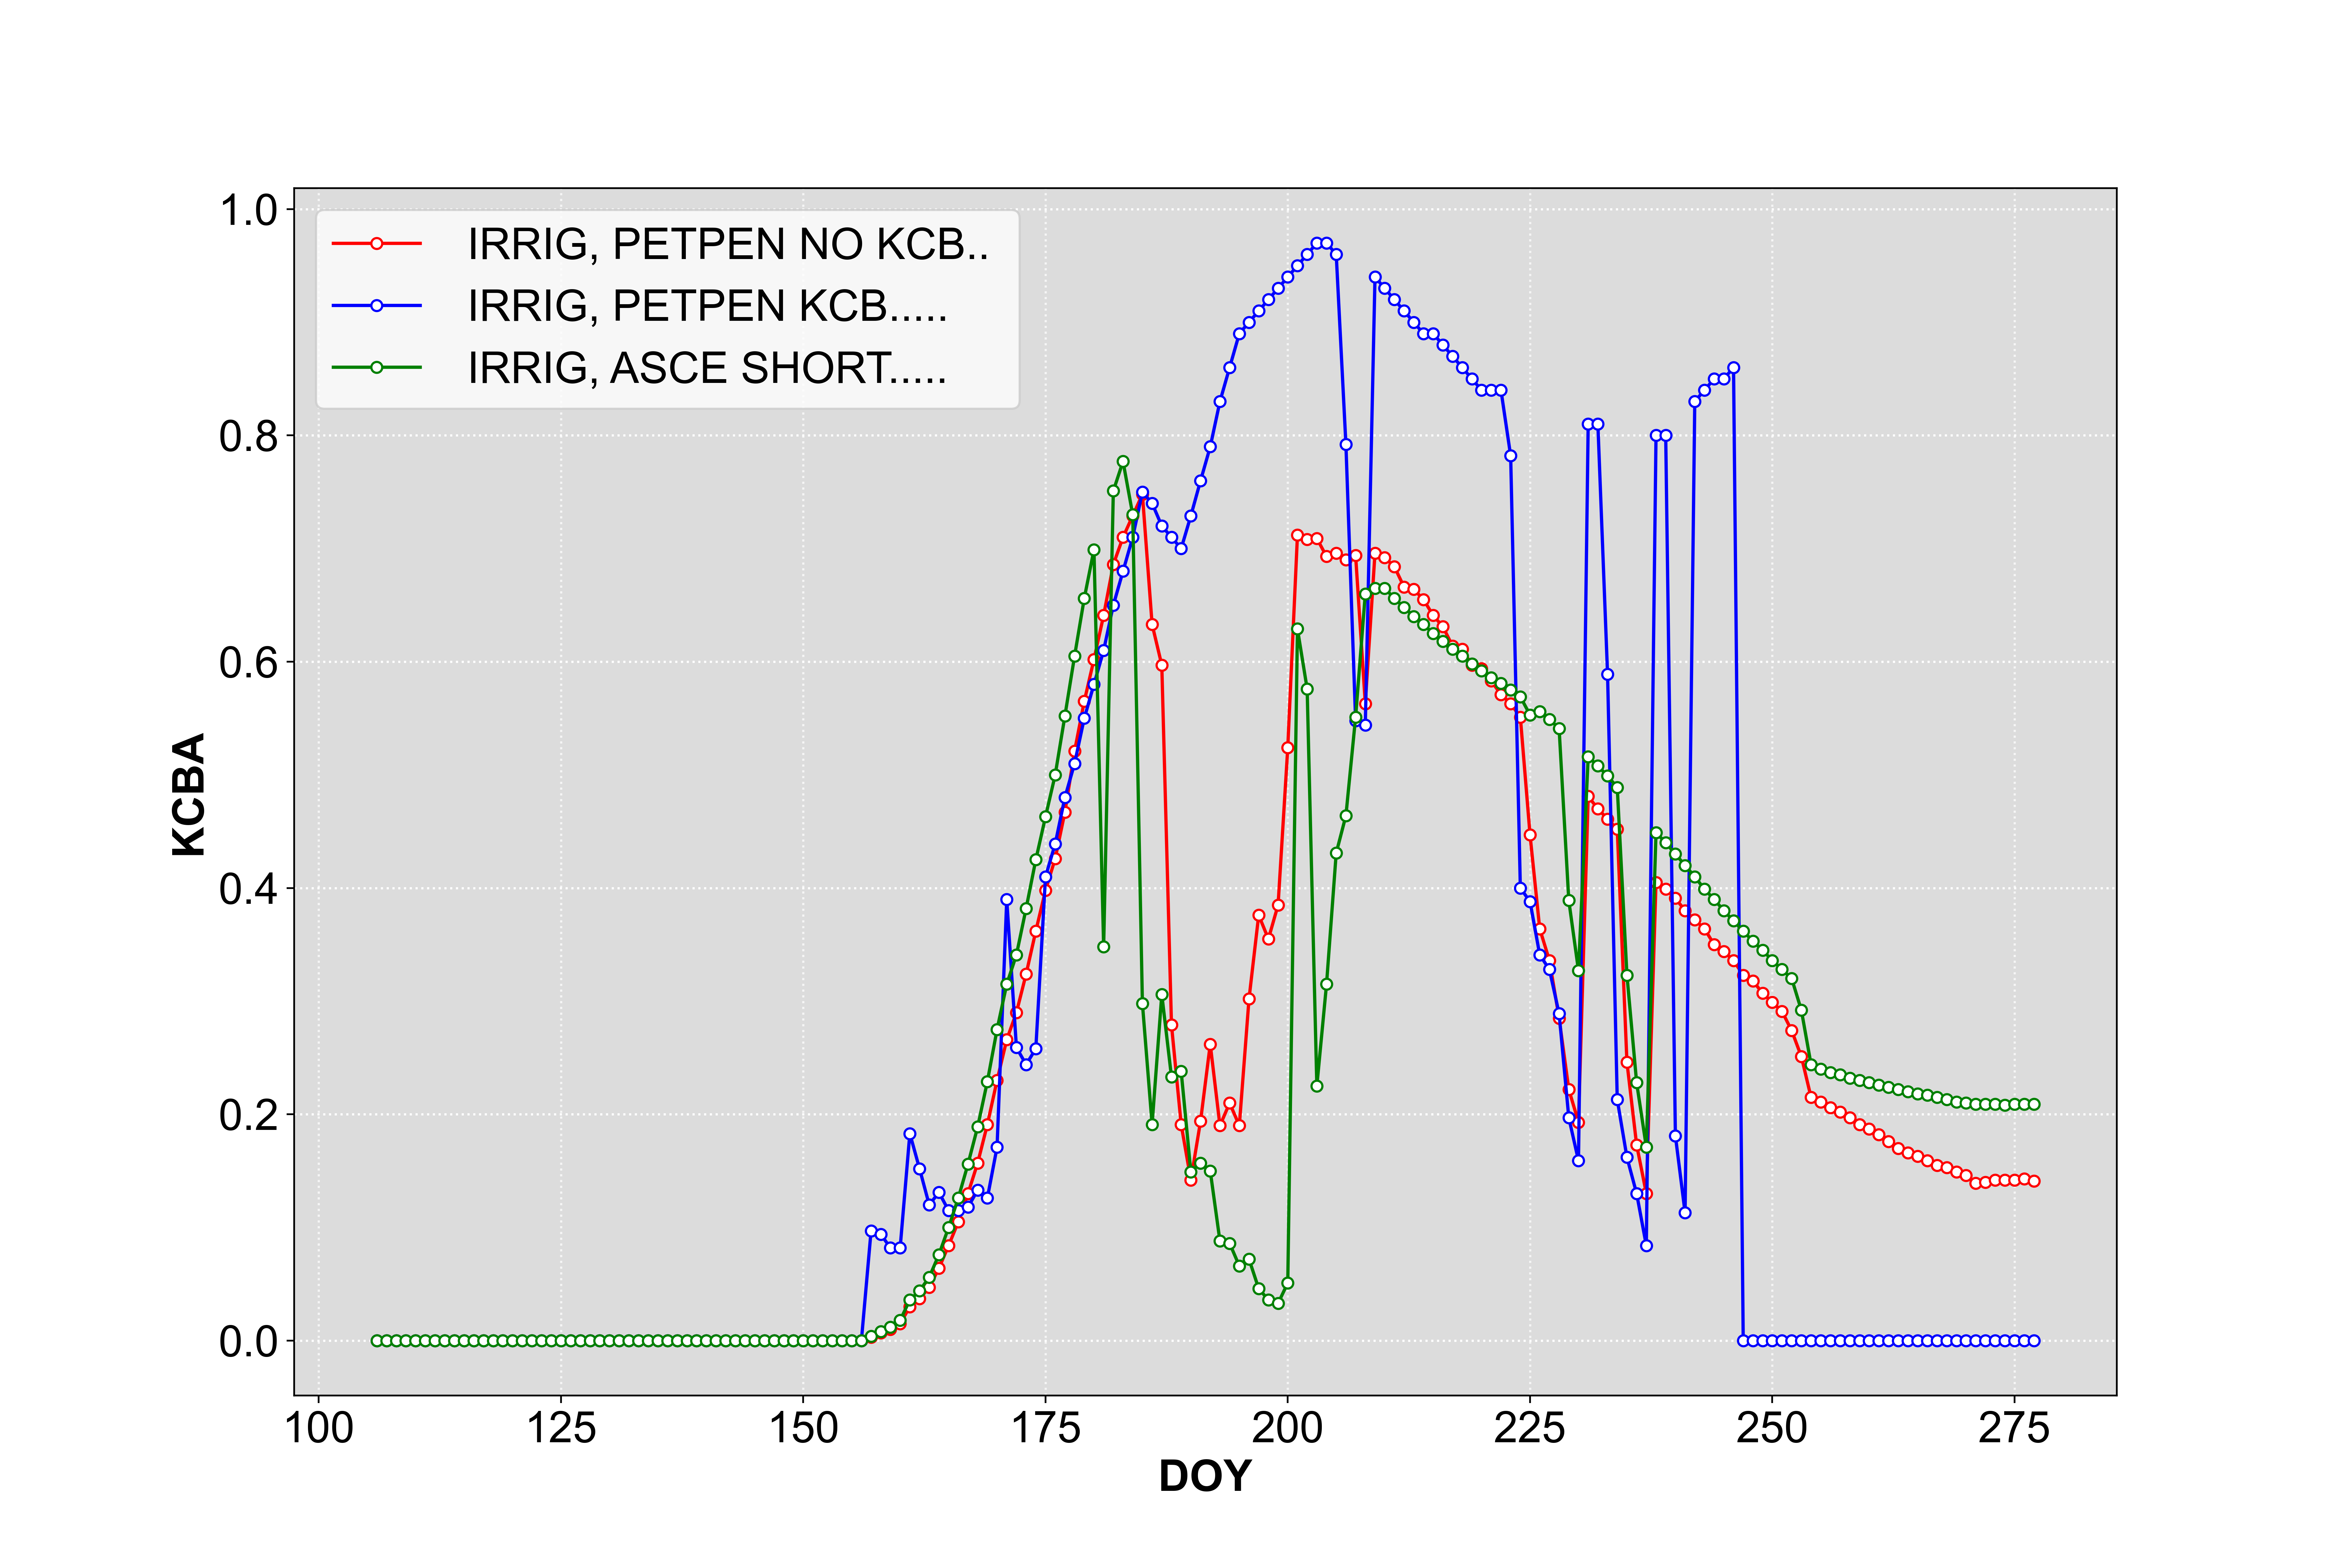 IRRIG, PETPEN NO KCB..
IRRIG, PETPEN KCB.....
IRRIG, ASCE SHORT.....
1.0
0.8
0.6
0.4
0.2
0.0
KCBA
100 125 150 175 200 225 250 275
DOY